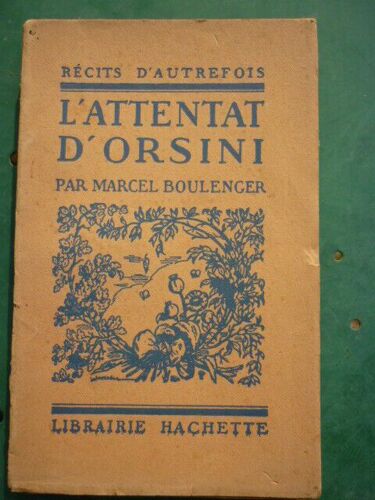 RÉCITS D'AUTREFOIS
L'ATTENTAT
D'ORSINI
PAR MARCEL BOULENGER
LIBRAIRIE HACHETTE